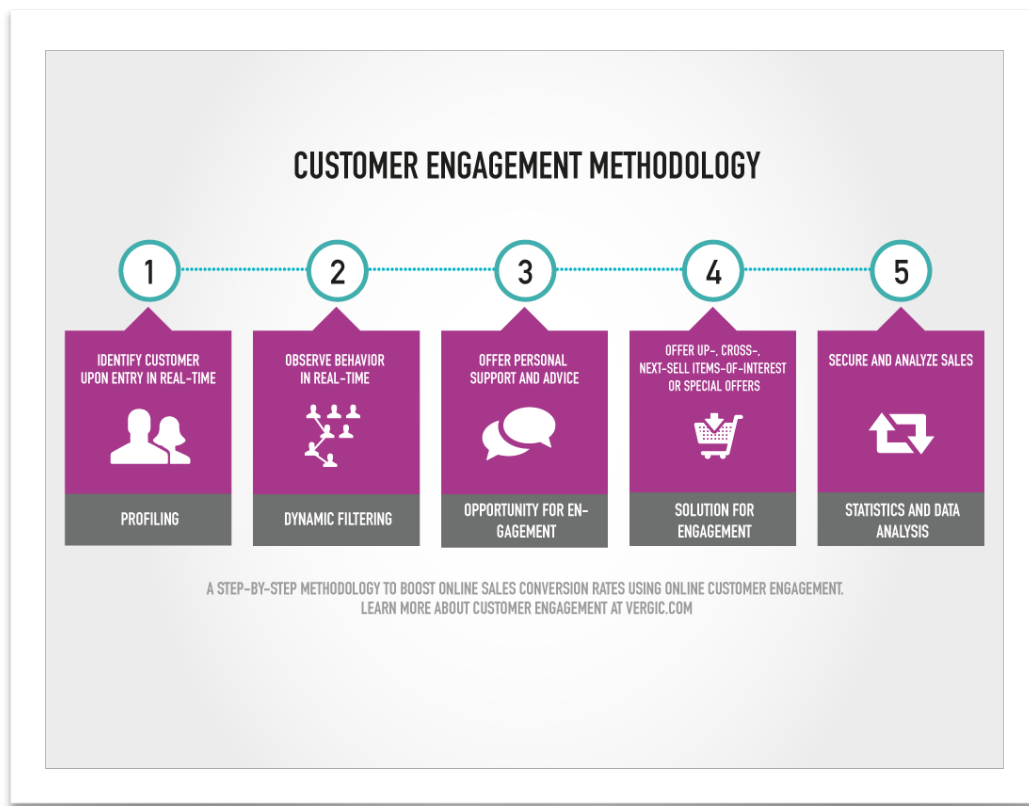 CUSTOMER ENGAGEMENT METHODOLOGY
1
2
3
4
5
IDENTIFY CUSTOMER
UPON ENTRY IN REAL-TIME
PROFILING
OBSERVE BEHAVIOR
IN REAL-TIME
DYNAMIC FILTERING
OFFER PERSONAL
SUPPORT AND ADVICE
OPPORTUNITY FOR EN-
GAGEMENT
OFFER UP-, CROSS-,
NEXT-SELL ITEMS-OF-INTEREST
OR SPECIAL OFFERS
SOLUTION FOR
ENGAGEMENT
SECURE AND ANALYZE SALES
STATISTICS AND DATA
ANALYSIS
A STEP-BY-STEP METHODOLOGY TO BOOST ONLINE SALES CONVERSION RATES USING ONLINE CUSTOMER ENGAGEMENT.
LEARN MORE ABOUT CUSTOMER ENGAGEMENT AT VERGIC.COM